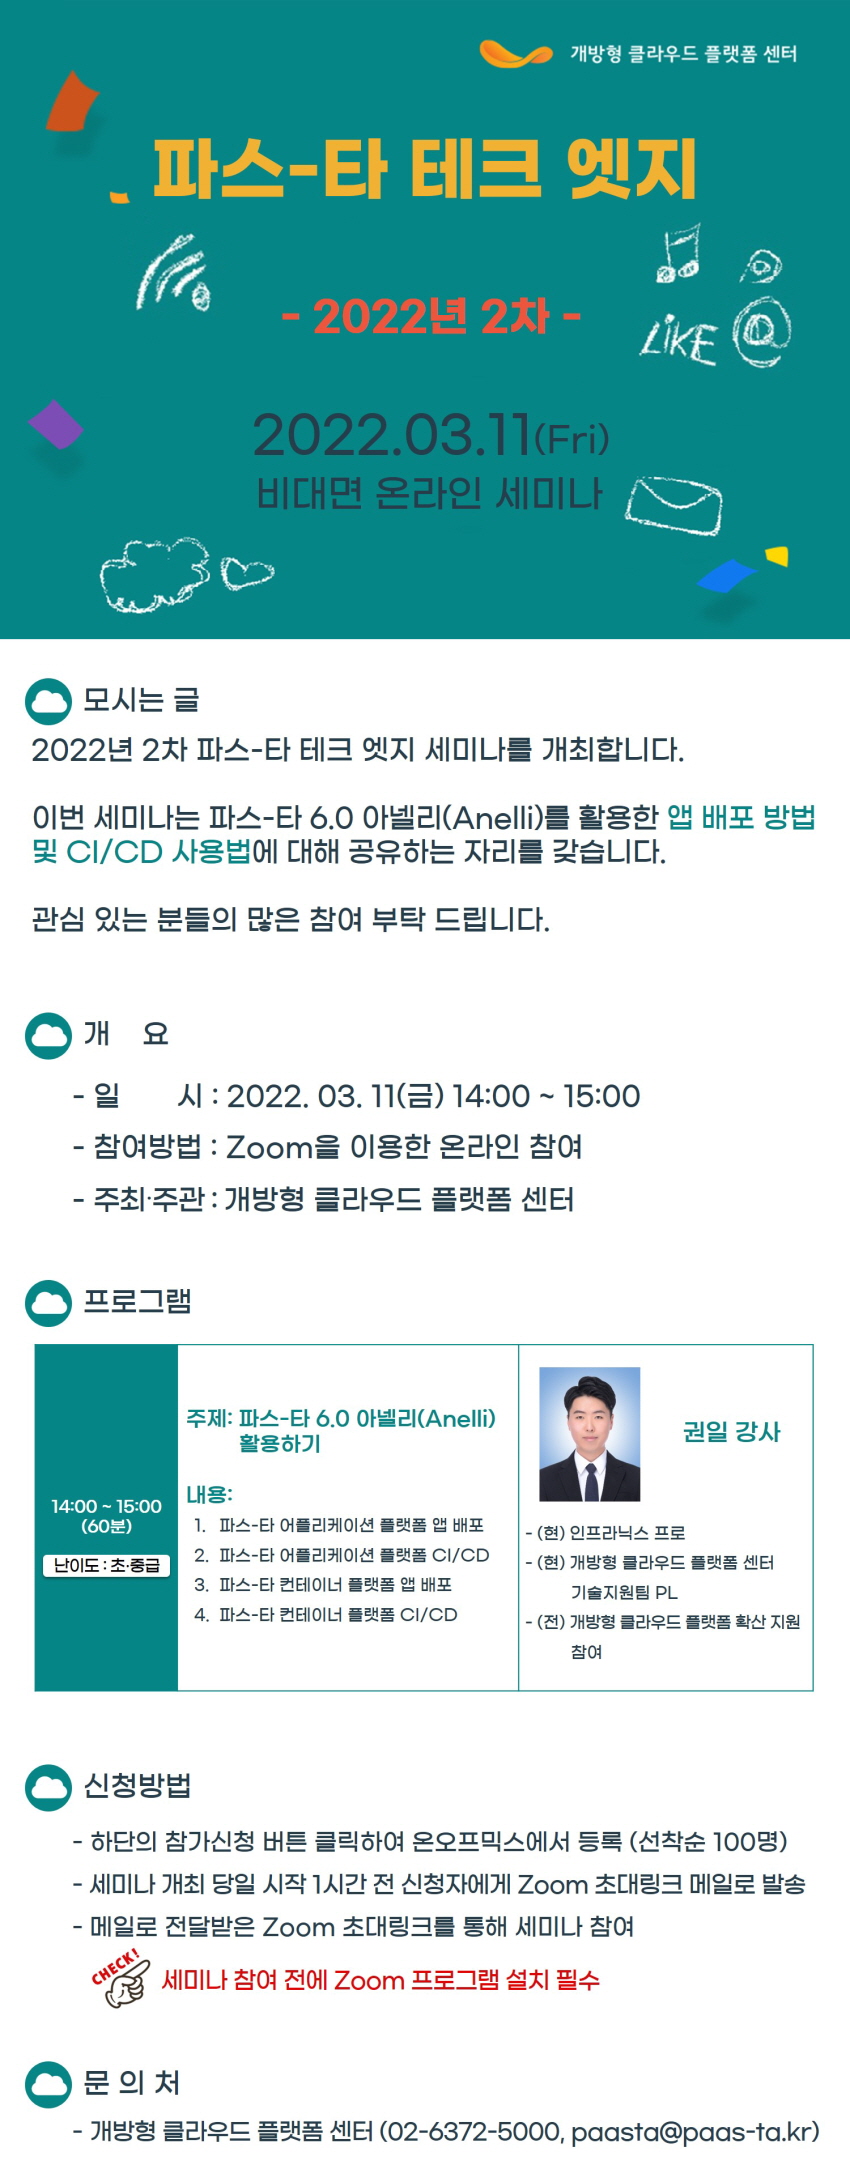 개방형 클라우드 플랫폼 센터
파스-타 테크 엣지
- 2022년 2차 -
LiKE @
2022.03.11(Fri)
비대면 온라인 세미나
모시는 글
2022년 2차 파스-타 테크 엣지 세미나를 개최합니다.
이번 세미나는 파스-타 6.0 아넬리(Anelli)를 활용한 앱 배포 방법
및 CI/CD 사용법에 대해 공유하는 자리를 갖습니다.
관심 있는 분들의 많은 참여 부탁 드립니다.
개 요
- 일 시 : 2022. 03. 11(금) 14:00 ~ 15:00
- 참여방법 : Zoom을 이용한 온라인 참여
- 주최·주관 : 개방형 클라우드 플랫폼 센터
프로그램
14:00 ~ 15:00
(60분)
난이도 : 초·중급
주제: 파스-타 6.0 아넬리(Anelli)
활용하기
내용:
1. 파스-타 어플리케이션 플랫폼 앱 배포
2. 파스-타 어플리케이션 플랫폼 CI/CD
3. 파스-타 컨테이너 플랫폼 앱 배포
4. 파스-타 컨테이너 플랫폼 CI/CD
권일 강사
- (현) 인프라닉스 프로
- (현) 개방형 클라우드 플랫폼 센터
기술지원팀 PL
- (전) 개방형 클라우드 플랫폼 확산 지원
참여
신청방법
- 하단의 참가신청 버튼 클릭하여 온오프믹스에서 등록 (선착순 100명)
- 세미나 개최 당일 시작 1시간 전 신청자에게 Zoom 초대링크 메일로 발송
- 메일로 전달받은 Zoom 초대링크를 통해 세미나 참여
CHECK!
세미나 참여 전에 Zoom 프로그램 설치 필수
문 의 처
- 개방형 클라우드 플랫폼 센터 (02-6372-5000, paasta@paas-ta.kr)